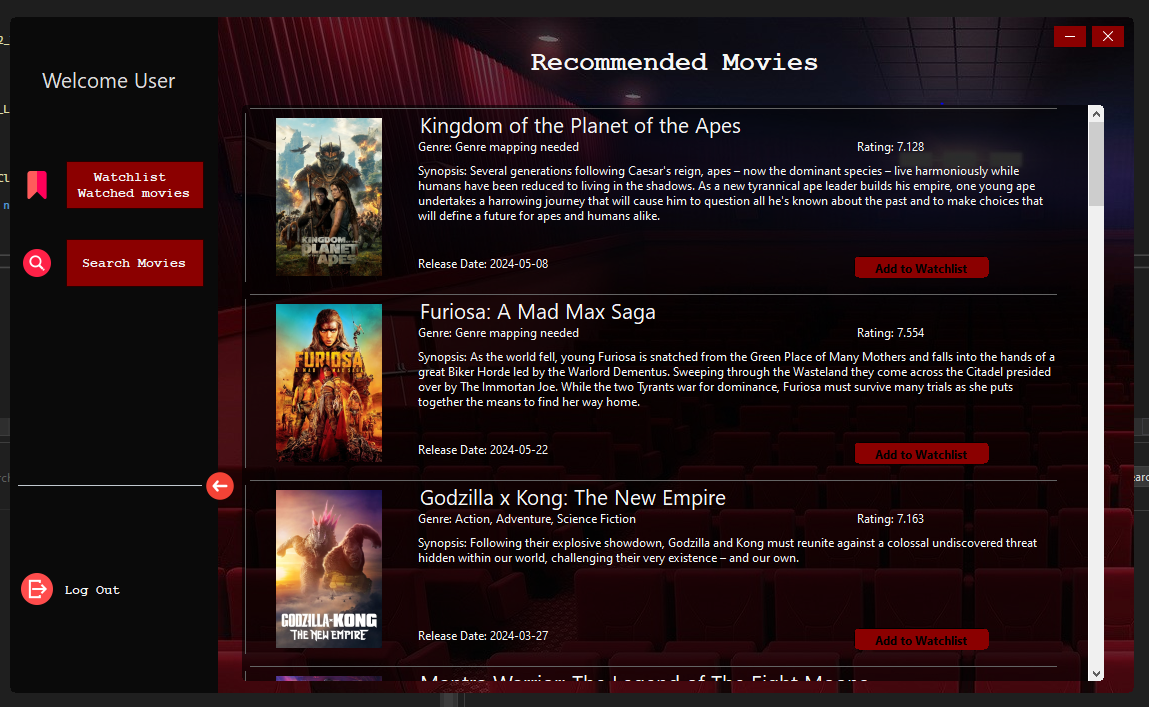 Welcome User
Watchlist
Watched movies
Search Movies
Log Out
Recommended Movies
Kingdom of the Planet of the Apes
Genre: Genre mapping needed
Rating: 7.128
Synopsis: Several generations following Caesar's reign, apes – now the dominant species – live harmoniously while
humans have been reduced to living in the shadows. As a new tyrannical ape leader builds his empire, one young ape
undertakes a harrowing journey that will cause him to question all he's known about the past and to make choices that
will define a future for apes and humans alike.
Release Date: 2024-05-08
Add to Watchlist
KINGDOM
PLANET
OF THE APES
Furiosa: A Mad Max Saga
Genre: Genre mapping needed
Rating: 7.554
Synopsis: As the world fell, young Furiosa is snatched from the Green Place of Many Mothers and falls into the hands of a
great Biker Horde led by the Warlord Dementus. Sweeping through the Wasteland they come across the Citadel presided
over by The Immortan Joe. While the two Tyrants war for dominance, Furiosa must survive many trials as she puts
together the means to find her way home.
Release Date: 2024-05-22
Add to Watchlist
FURIOSA
A MAD MAX SAGA
Godzilla x Kong: The New Empire
Genre: Action, Adventure, Science Fiction
Rating: 7.163
Synopsis: Following their explosive showdown, Godzilla and Kong must reunite against a colossal undiscovered threat
hidden within our world, challenging their very existence – and our own.
Release Date: 2024-03-27
Add to Watchlist
GODZILLA x KONG
THE NEW EMPIRE
Mantra Warrior: The Legend of The Eight Moons